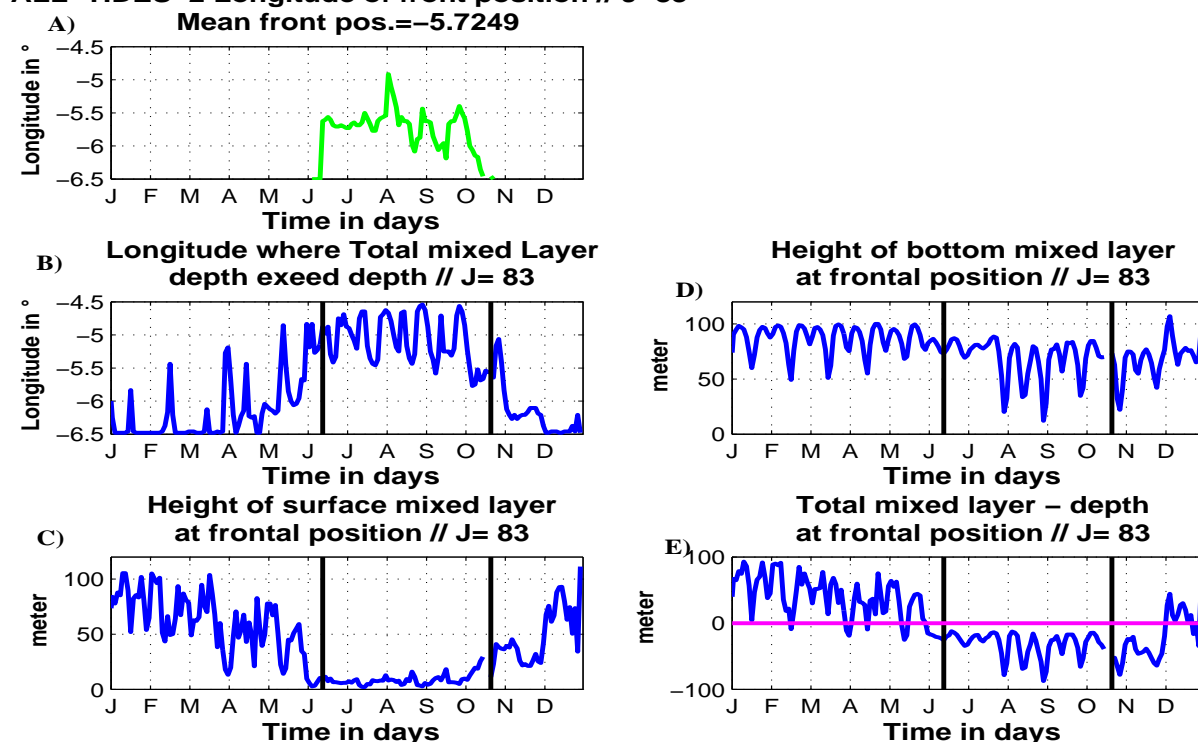 Mean front pos.=−5.7249
A)
Longitude in °
−4.5
−5
−5.5
−6
−6.5
J F M A M J J A S O N D
Time in days
B)
Longitude where Total mixed Layer
depth exeed depth // J= 83
Longitude in °
−4.5
−5
−5.5
−6
−6.5
J F M A M J J A S O N D
Time in days
D)
Height of bottom mixed layer
at frontal position // J= 83
meter
100
50
0
J F M A M J J A S O N D
Time in days
C)
Height of surface mixed layer
at frontal position // J= 83
meter
100
50
0
J F M A M J J A S O N D
Time in days
E)
Total mixed layer − depth
at frontal position // J= 83
meter
100
0
−100
J F M A M J J A S O N D
Time in days